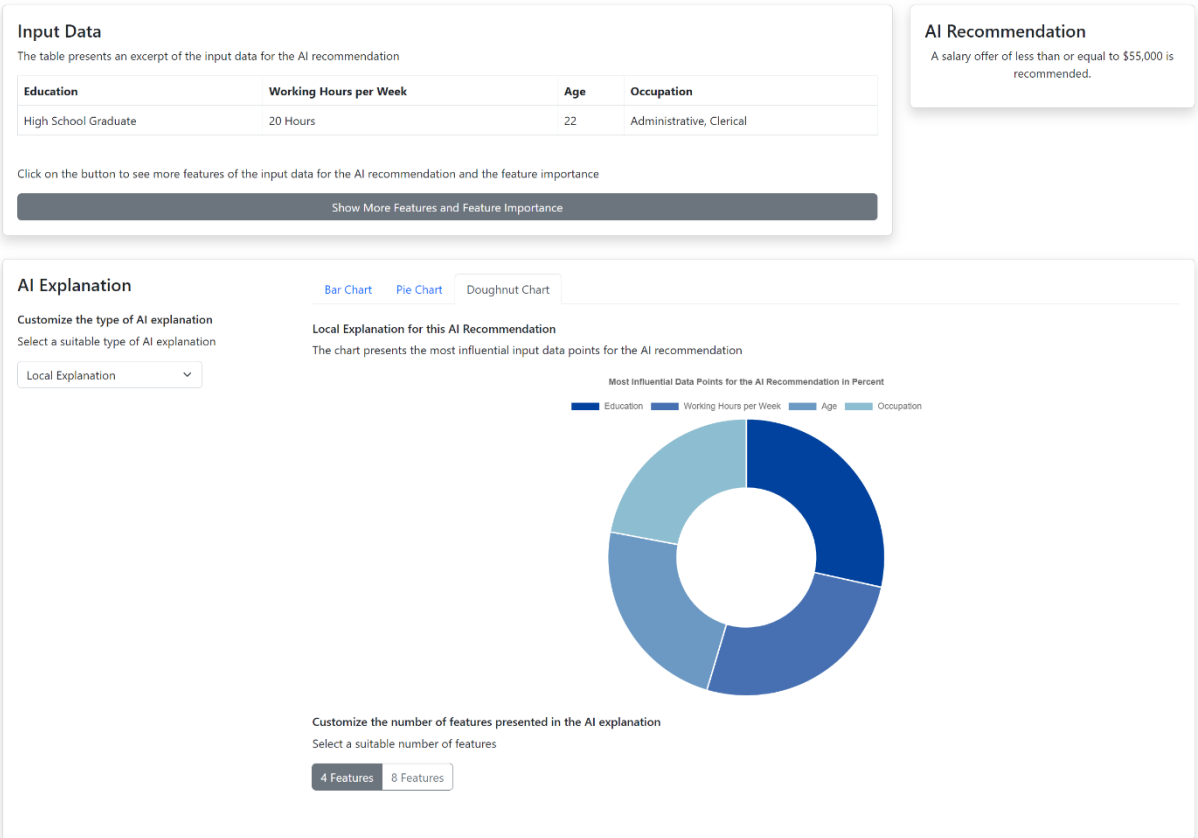 Input Data
The table presents an excerpt of the input data for the AI recommendation
Education Working Hours per Week Age Occupation
High School Graduate 20 Hours 22 Administrative, Clerical
Click on the button to see more features of the input data for the AI recommendation and the feature importance
Show More Features and Feature Importance
AI Recommendation
A salary offer of less than or equal to $55,000 is
recommended.
AI Explanation
Customize the type of AI explanation
Select a suitable type of AI explanation
Local Explanation
Bar Chart Pie Chart Doughnut Chart
Local Explanation for this AI Recommendation
The chart presents the most influential input data points for the AI recommendation
Most Influential Data Points for the AI Recommendation in Percent
Education Working Hours per Week Age Occupation
Customize the number of features presented in the AI explanation
Select a suitable number of features
4 Features 8 Features